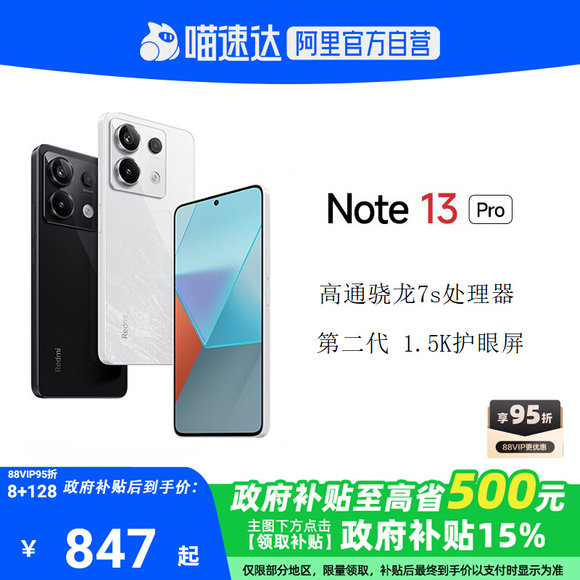 喵速达 阿里官方自营
Redmi
Redmi
Note 13 Pro
高通骁龙7s处理器
第二代 1.5K护眼屏
享95折
88VIP更优惠
88VIP95折
8+128 政府补贴后到手价:
¥ 847 起
政府补贴至高省500元
主图下方点击
【领取补贴】
政府补贴15%
仅限部分地区，限量领取，补贴后最终到手价以支付时显示为准